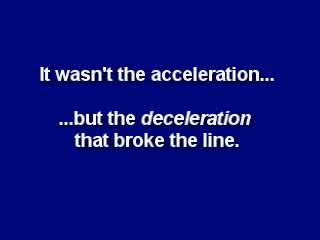 It wasn't the acceleration...
...but the deceleration
that broke the line.